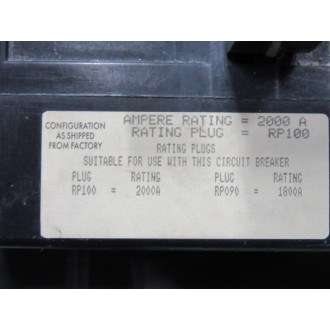 CONFIGURATION
AS SHIPPED
FROM FACTORY
AMPERE RATING = 2000 A
RATING PLUG = RP100
RATING PLUGS
SUITABLE FOR USE WITH THIS CIRCUIT BREAKER
PLUG RATING PLUG RATING
RP100 = 2000A RP090 = 1800A